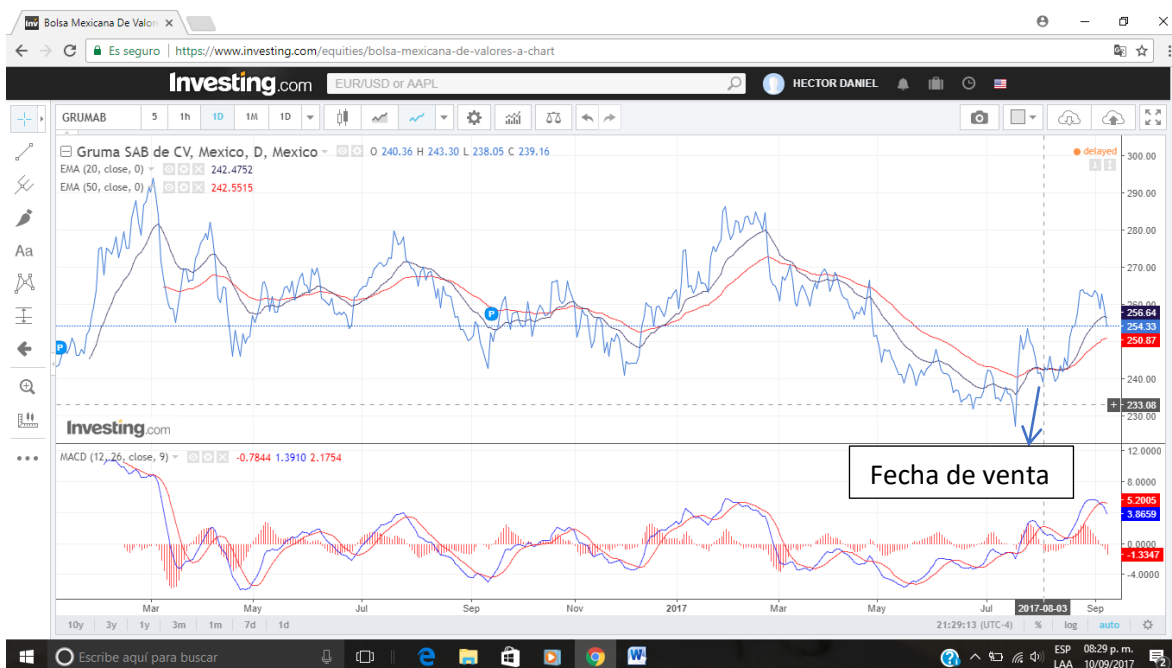 Bolsa Mexicana De Valor
Es seguro | https://www.investing.com/equities/bolsa-mexicana-de-valores-a-chart
Investing.com EUR/USD or AAPL HECTOR DANIEL
GRUMAB 5 1h 1D 1M 1D
Gruma SAB de CV, Mexico, D, Mexico O 240.36 H 243.30 L 238.05 C 239.16
delayed
EMA (20, close, 0) 242.4752
EMA (50, close, 0) 242.5515
300.00
290.00
280.00
270.00
260.00
256.64
254.33
250.87
240.00
233.08
230.00
P
P
Aa
Investing.com
MACD (12, 26, close, 9) -0.7844 1.3910 2.1754
Fecha de venta
12.0000
8.0000
5.2005
3.8659
0.0000
-1.3347
-4.0000
Mar May Jul Sep Nov 2017 Mar May Jul 2017-08-03 Sep
10y 3y 1y 3m 1m 7d 1d 21:29:13 (UTC-4) % log auto
Escribe aquí para buscar
ESP 08:29 p. m.
LAA 10/09/2017